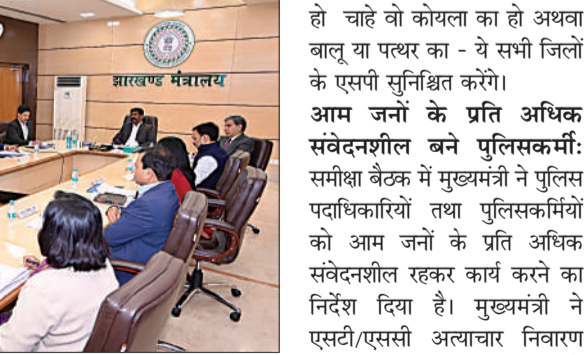 झारखण्ड मंत्रालय
हो चाहे वो कोयला का हो अथवा
बालू या पत्थर का - ये सभी जिलों
के एसपी सुनिश्चित करेंगे।
आम जनों के प्रति अधिक
संवेदनशील बने पुलिसकर्मीः
समीक्षा बैठक में मुख्यमंत्री ने पुलिस
पदाधिकारियों तथा पुलिसकर्मियों
को आम जनों के प्रति अधिक
संवेदनशील रहकर कार्य करने का
निर्देश दिया है। मुख्यमंत्री ने
एसटी/एससी अत्याचार निवारण